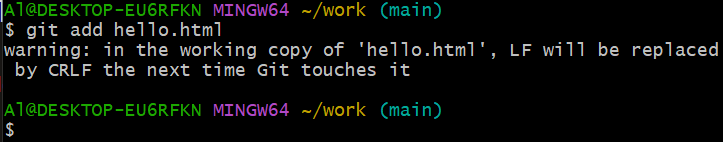 Al@DESKTOP-EU6RFKN MINGW64 ~/work (main)
$ git add hello.html
warning: in the working copy of 'hello.html', LF will be replaced
 by CRLF the next time Git touches it

Al@DESKTOP-EU6RFKN MINGW64 ~/work (main)
$